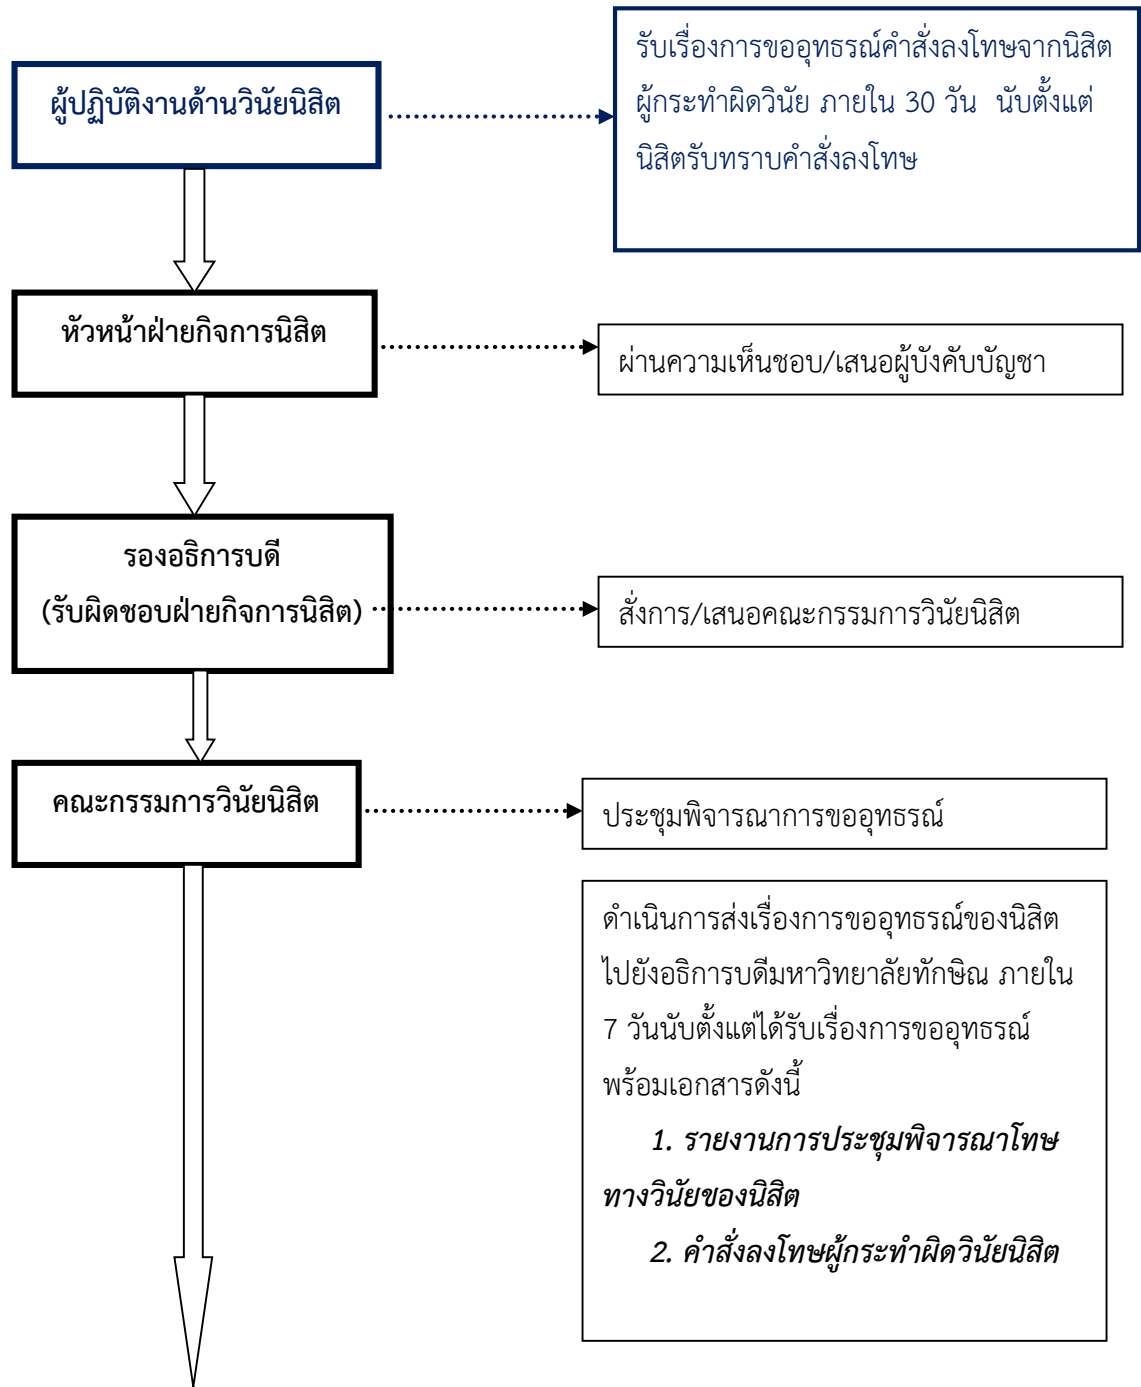 ผู้ปฏิบัติงานด้านวินัยนิสิต
รับเรื่องการขออุทธรณ์คำสั่งลงโทษจากนิสิต
ผู้กระทำผิดวินัย ภายใน 30 วัน นับตั้งแต่
นิสิตรับทราบคำสั่งลงโทษ
หัวหน้าฝ่ายกิจการนิสิต
ผ่านความเห็นชอบ/เสนอผู้บังคับบัญชา
รองอธิการบดี
(รับผิดชอบฝ่ายกิจการนิสิต)
สั่งการ/เสนอคณะกรรมการวินัยนิสิต
คณะกรรมการวินัยนิสิต
ประชุมพิจารณาการขออุทธรณ์
ดำเนินการส่งเรื่องการขออุทธรณ์ของนิสิต
ไปยังอธิการบดีมหาวิทยาลัยทักษิณ ภายใน
7 วันนับตั้งแต่ได้รับเรื่องการขออุทธรณ์
พร้อมเอกสารดังนี้
1. รายงานการประชุมพิจารณาโทษ
ทางวินัยของนิสิต
2. คำสั่งลงโทษผู้กระทำผิดวินัยนิสิต